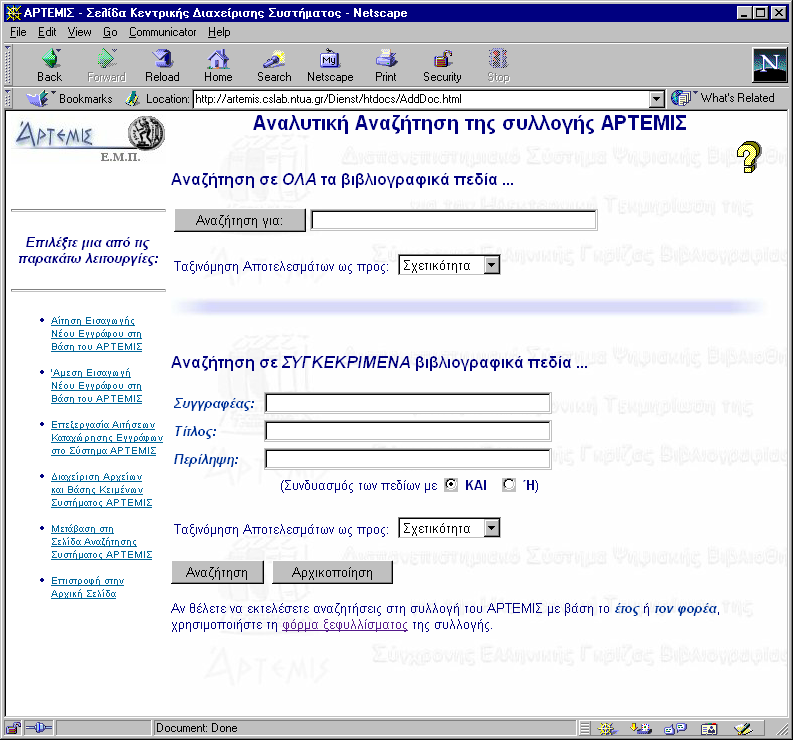 ΑΡΤΕΜΙΣ - Σελίδα Κεντρικής Διαχείρισης Συστήματος - Netscape
File Edit View Go Communicator Help
Back Forward Reload Home Search Netscape Print Security Stop
Bookmarks Location: http://artemis.cslab.ntua.gr/Dienst/htdocs/AddDoc.html What's Related
ΆΡΤΕΜΙΣ
Ε.Μ.Π.
Αναλυτική Αναζήτηση της συλλογής ΑΡΤΕΜΙΣ
Επιλέξτε μια από τις
παρακάτω λειτουργίες:
Αίτηση Εισαγωγής
Νέου Εγγράφου στη
Βάση του ΑΡΤΕΜΙΣ
'Αμεση Εισαγωγή
Νέου Εγγράφου στη
Βάση του ΑΡΤΕΜΙΣ
Επεξεργασία Αιτήσεων
Καταχώρησης Εγγράφων
στο Σύστημα ΑΡΤΕΜΙΣ
Διαχείριση Αρχείων
και Βάσης Κειμένων
Συστήματος ΑΡΤΕΜΙΣ
Μετάβαση στη
Σελίδα Αναζήτησης
Συστήματος ΑΡΤΕΜΙΣ
Επιστροφή στην
Αρχική Σελίδα
Αναζήτηση σε ΟΛΑ τα βιβλιογραφικά πεδία ...
Αναζήτηση για:
Ταξινόμηση Αποτελεσμάτων ως προς: Σχετικότητα
Αναζήτηση σε ΣΥΓΚΕΚΡΙΜΕΝΑ βιβλιογραφικά πεδία ...
Συγγραφέας:
Τίτλος:
Περίληψη:
(Συνδυασμός των πεδίων με ΚΑΙ Ή)
Ταξινόμηση Αποτελεσμάτων ως προς: Σχετικότητα
Αναζήτηση Αρχικοποίηση
Αν θέλετε να εκτελέσετε αναζητήσεις στη συλλογή του ΑΡΤΕΜΙΣ με βάση το έτος ή τον φορέα,
χρησιμοποιήστε τη φόρμα ξεφυλλίσματος της συλλογής.
Document: Done